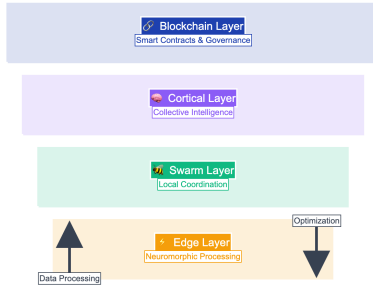 🔗 Blockchain Layer
Smart Contracts & Governance
🧠 Cortical Layer
Collective Intelligence
🐝 Swarm Layer
Local Coordination
Optimization
⚡ Edge Layer
Neuromorphic Processing
Data Processing